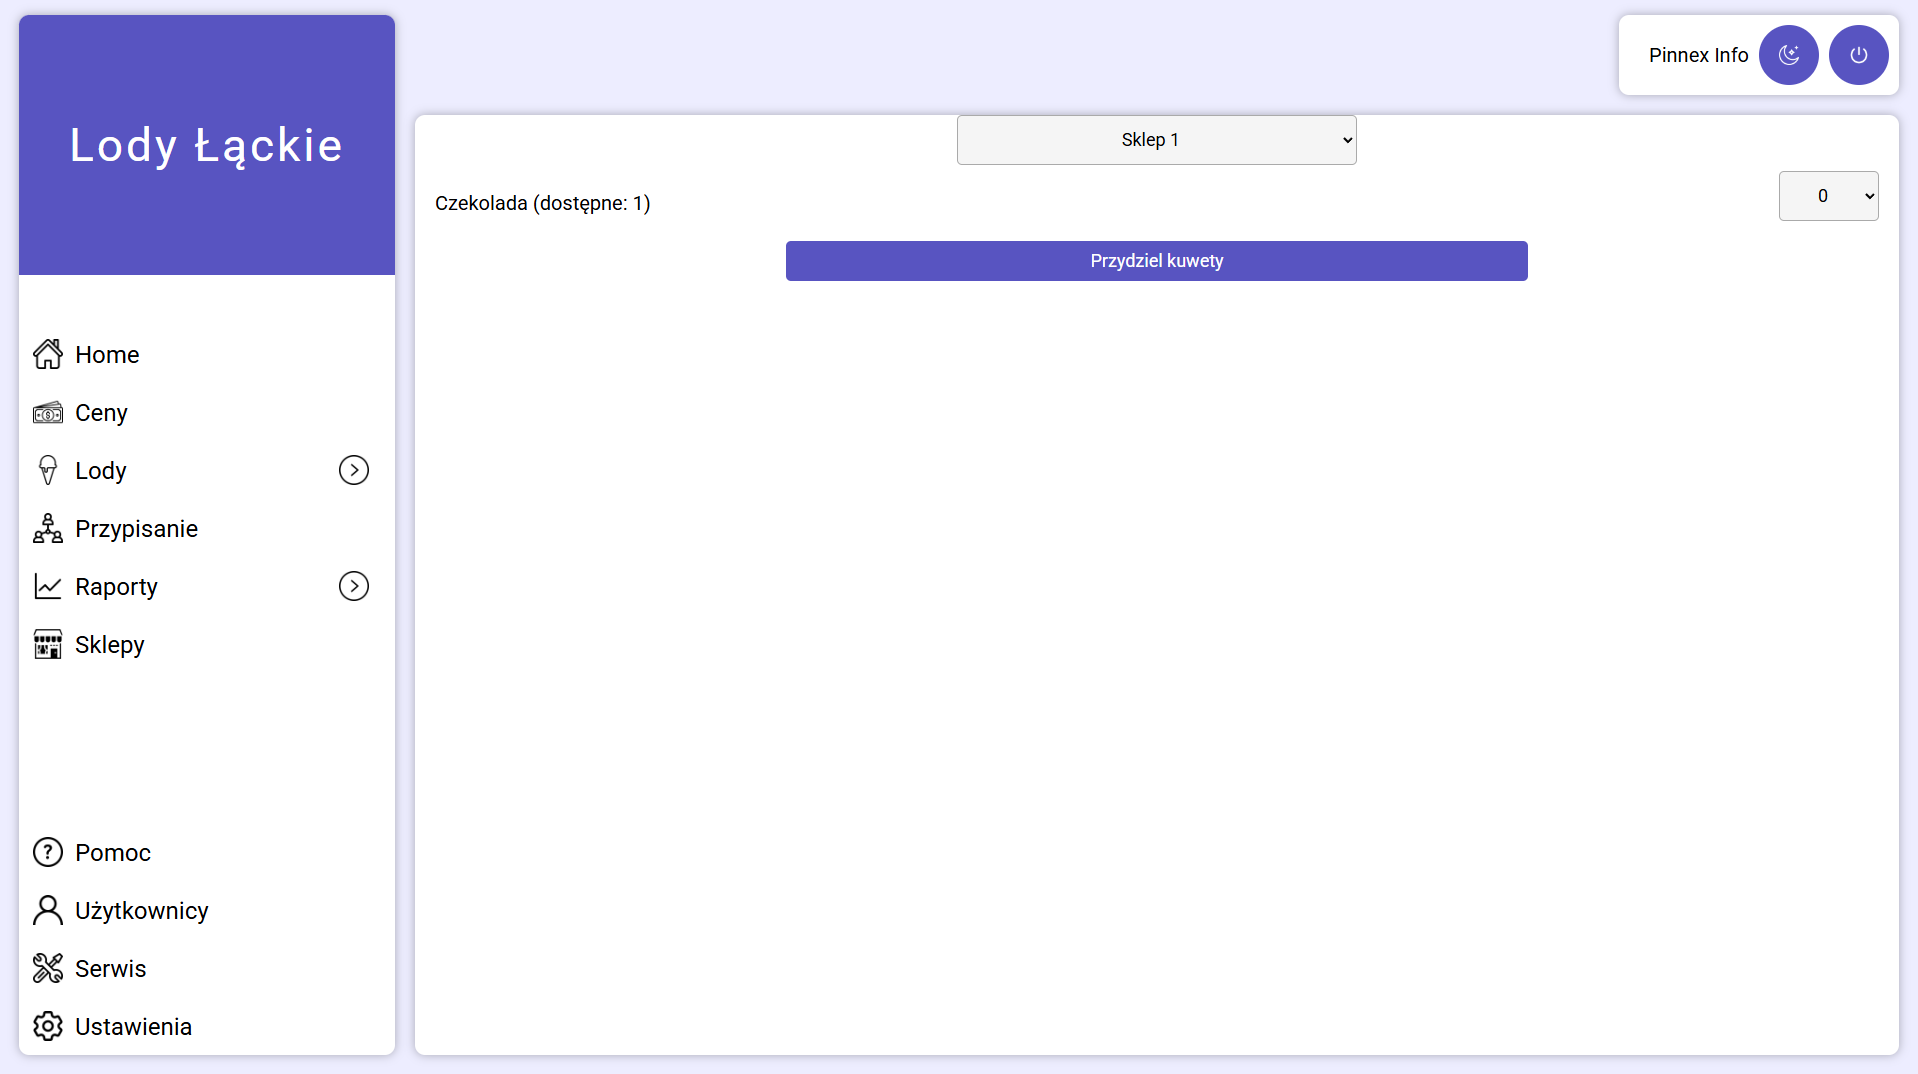 Lody Łąckie
Pinnex Info
Sklep 1
Czekolada (dostępne: 1)
0
Przydziel kuwety
Home
Ceny
Lody
Przypisanie
Raporty
Sklepy
Pomoc
Użytkownicy
Serwis
Ustawienia